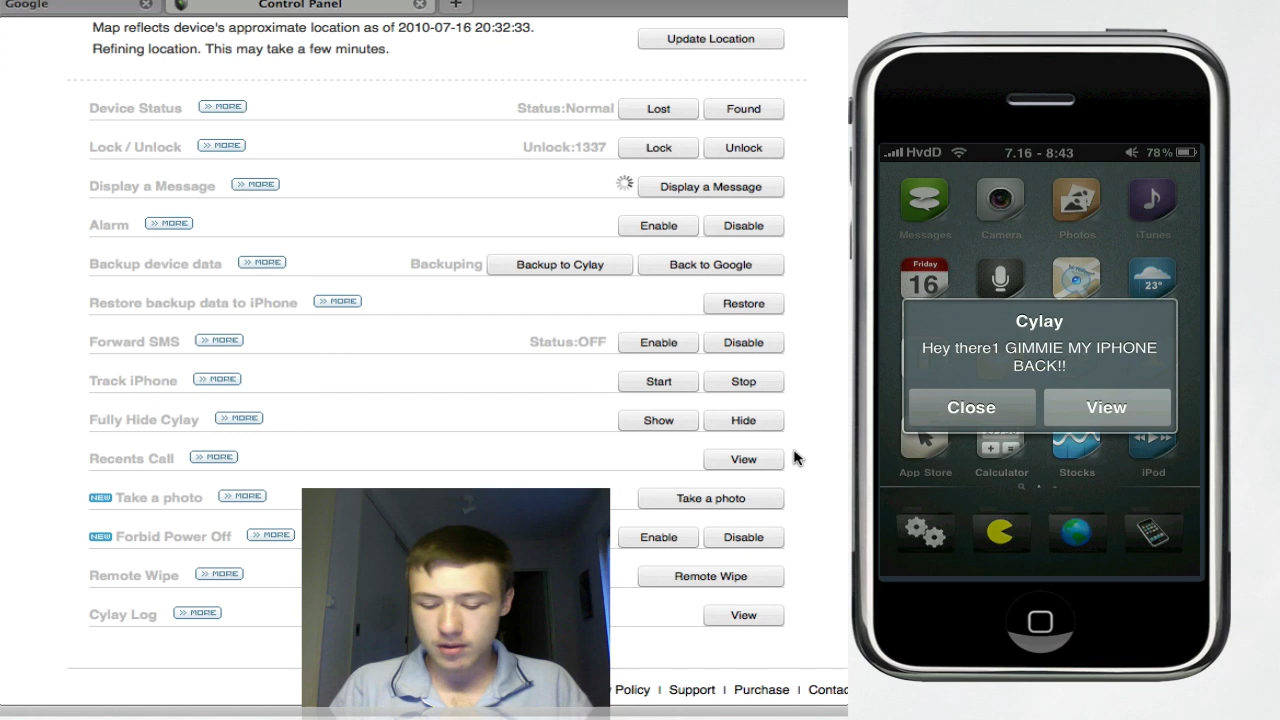 Google
Control Panel
Map reflects device's approximate location as of 2010-07-16 20:32:33.
Refining location. This may take a few minutes.
Update Location
Device Status >> MORE Status:Normal Lost Found
Lock / Unlock >> MORE Unlock:1337 Lock Unlock
Display a Message >> MORE Display a Message
Alarm >> MORE Enable Disable
Backup device data >> MORE Backuping Backup to Cylay Back to Google
Restore backup data to iPhone >> MORE Restore
Forward SMS >> MORE Status:OFF Enable Disable
Track iPhone >> MORE Start Stop
Fully Hide Cylay >> MORE Show Hide
Recents Call >> MORE View
NEW Take a photo >> MORE Take a photo
NEW Forbid Power Off >> MORE Enable Disable
Remote Wipe >> MORE Remote Wipe
Cylay Log >> MORE View
Policy | Support | Purchase |
HvdD 7.16 - 8:43 78%
Messages Camera Photos iTunes
Friday
16 23°
Cylay
Hey there1 GIMMIE MY IPHONE
BACK!!
Close View
App Store Calculator Stocks iPod